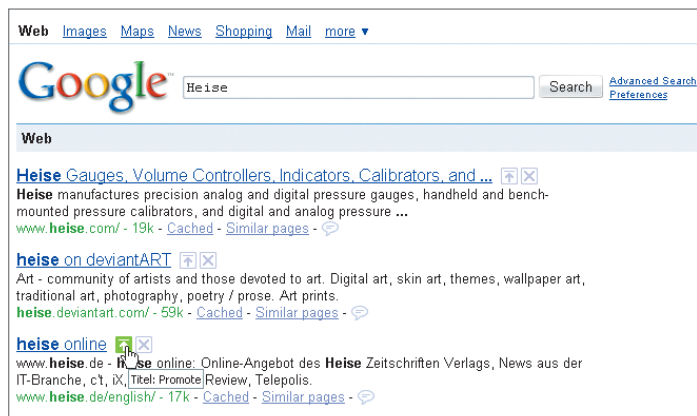 Web Images Maps News Shopping Mail more ▼
Google™ Heise Search Advanced Search
Preferences
Web
Heise Gauges, Volume Controllers, Indicators, Calibrators, and ...
Heise manufactures precision analog and digital pressure gauges, handheld and bench-
mounted pressure calibrators, and digital and analog pressure ...
www.heise.com/ - 19k - Cached - Similar pages -
heise on deviantART
Art - community of artists and those devoted to art. Digital art, skin art, themes, wallpaper art,
traditional art, photography, poetry / prose. Art prints.
heise.deviantart.com/ - 59k - Cached - Similar pages -
heise online
www.heise.de - heise online: Online-Angebot des Heise Zeitschriften Verlags, News aus der
IT-Branche, c't, iX, Titel: Promote Review, Telepolis.
www.heise.de/english/ - 17k - Cached - Similar pages -